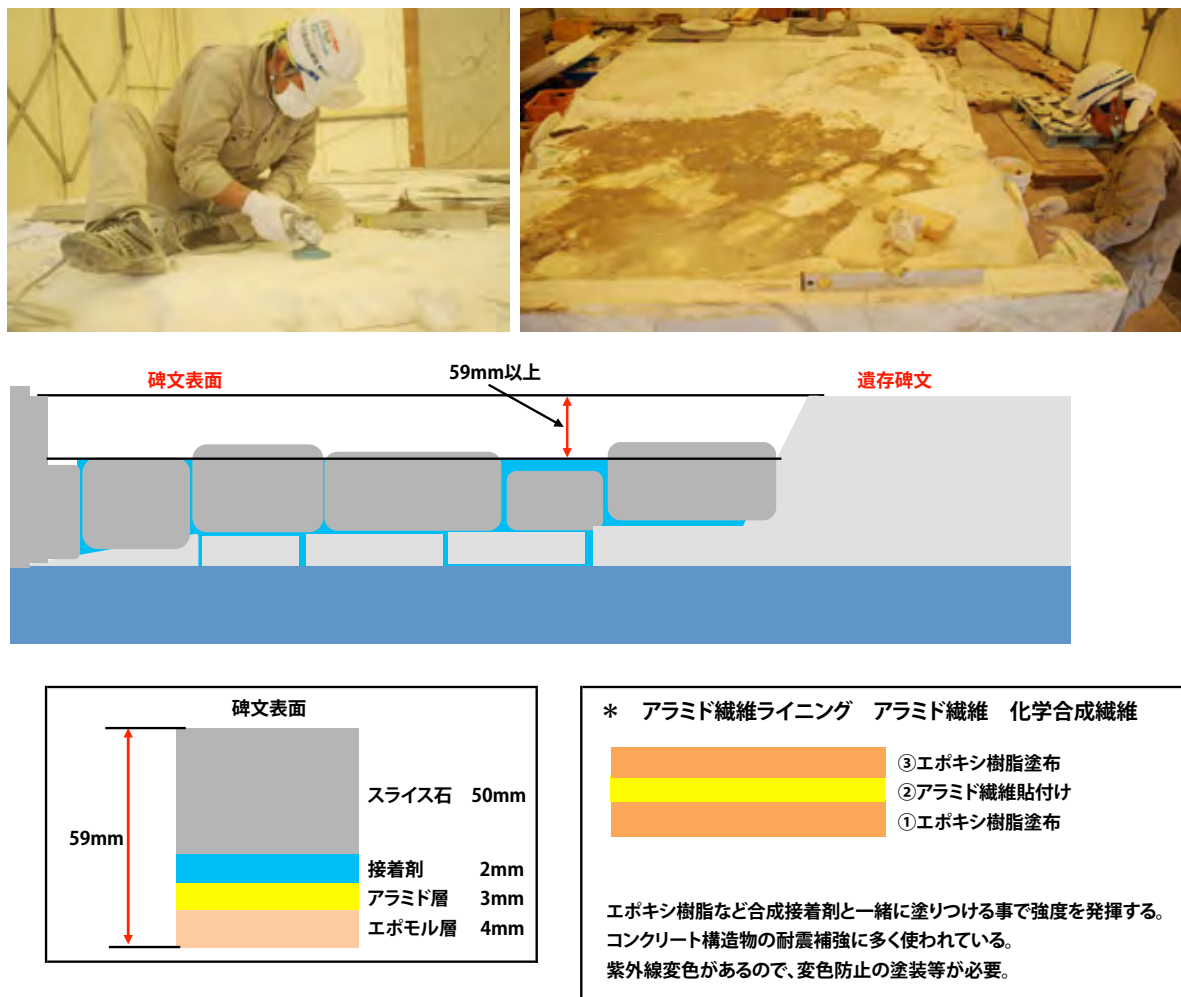 碑文表面
59mm以上
遺存碑文
碑文表面
59mm
スライス石 50mm
接着剤 2mm
アラミド層 3mm
エポモル層 4mm
＊ アラミド繊維ライニング アラミド繊維 化学合成繊維
③エポキシ樹脂塗布
②アラミド繊維貼付け
①エポキシ樹脂塗布
エポキシ樹脂など合成接着剤と一緒に塗りつける事で強度を発揮する。
コンクリート構造物の耐震補強に多く使われている。
紫外線変色があるので、変色防止の塗装等が必要。